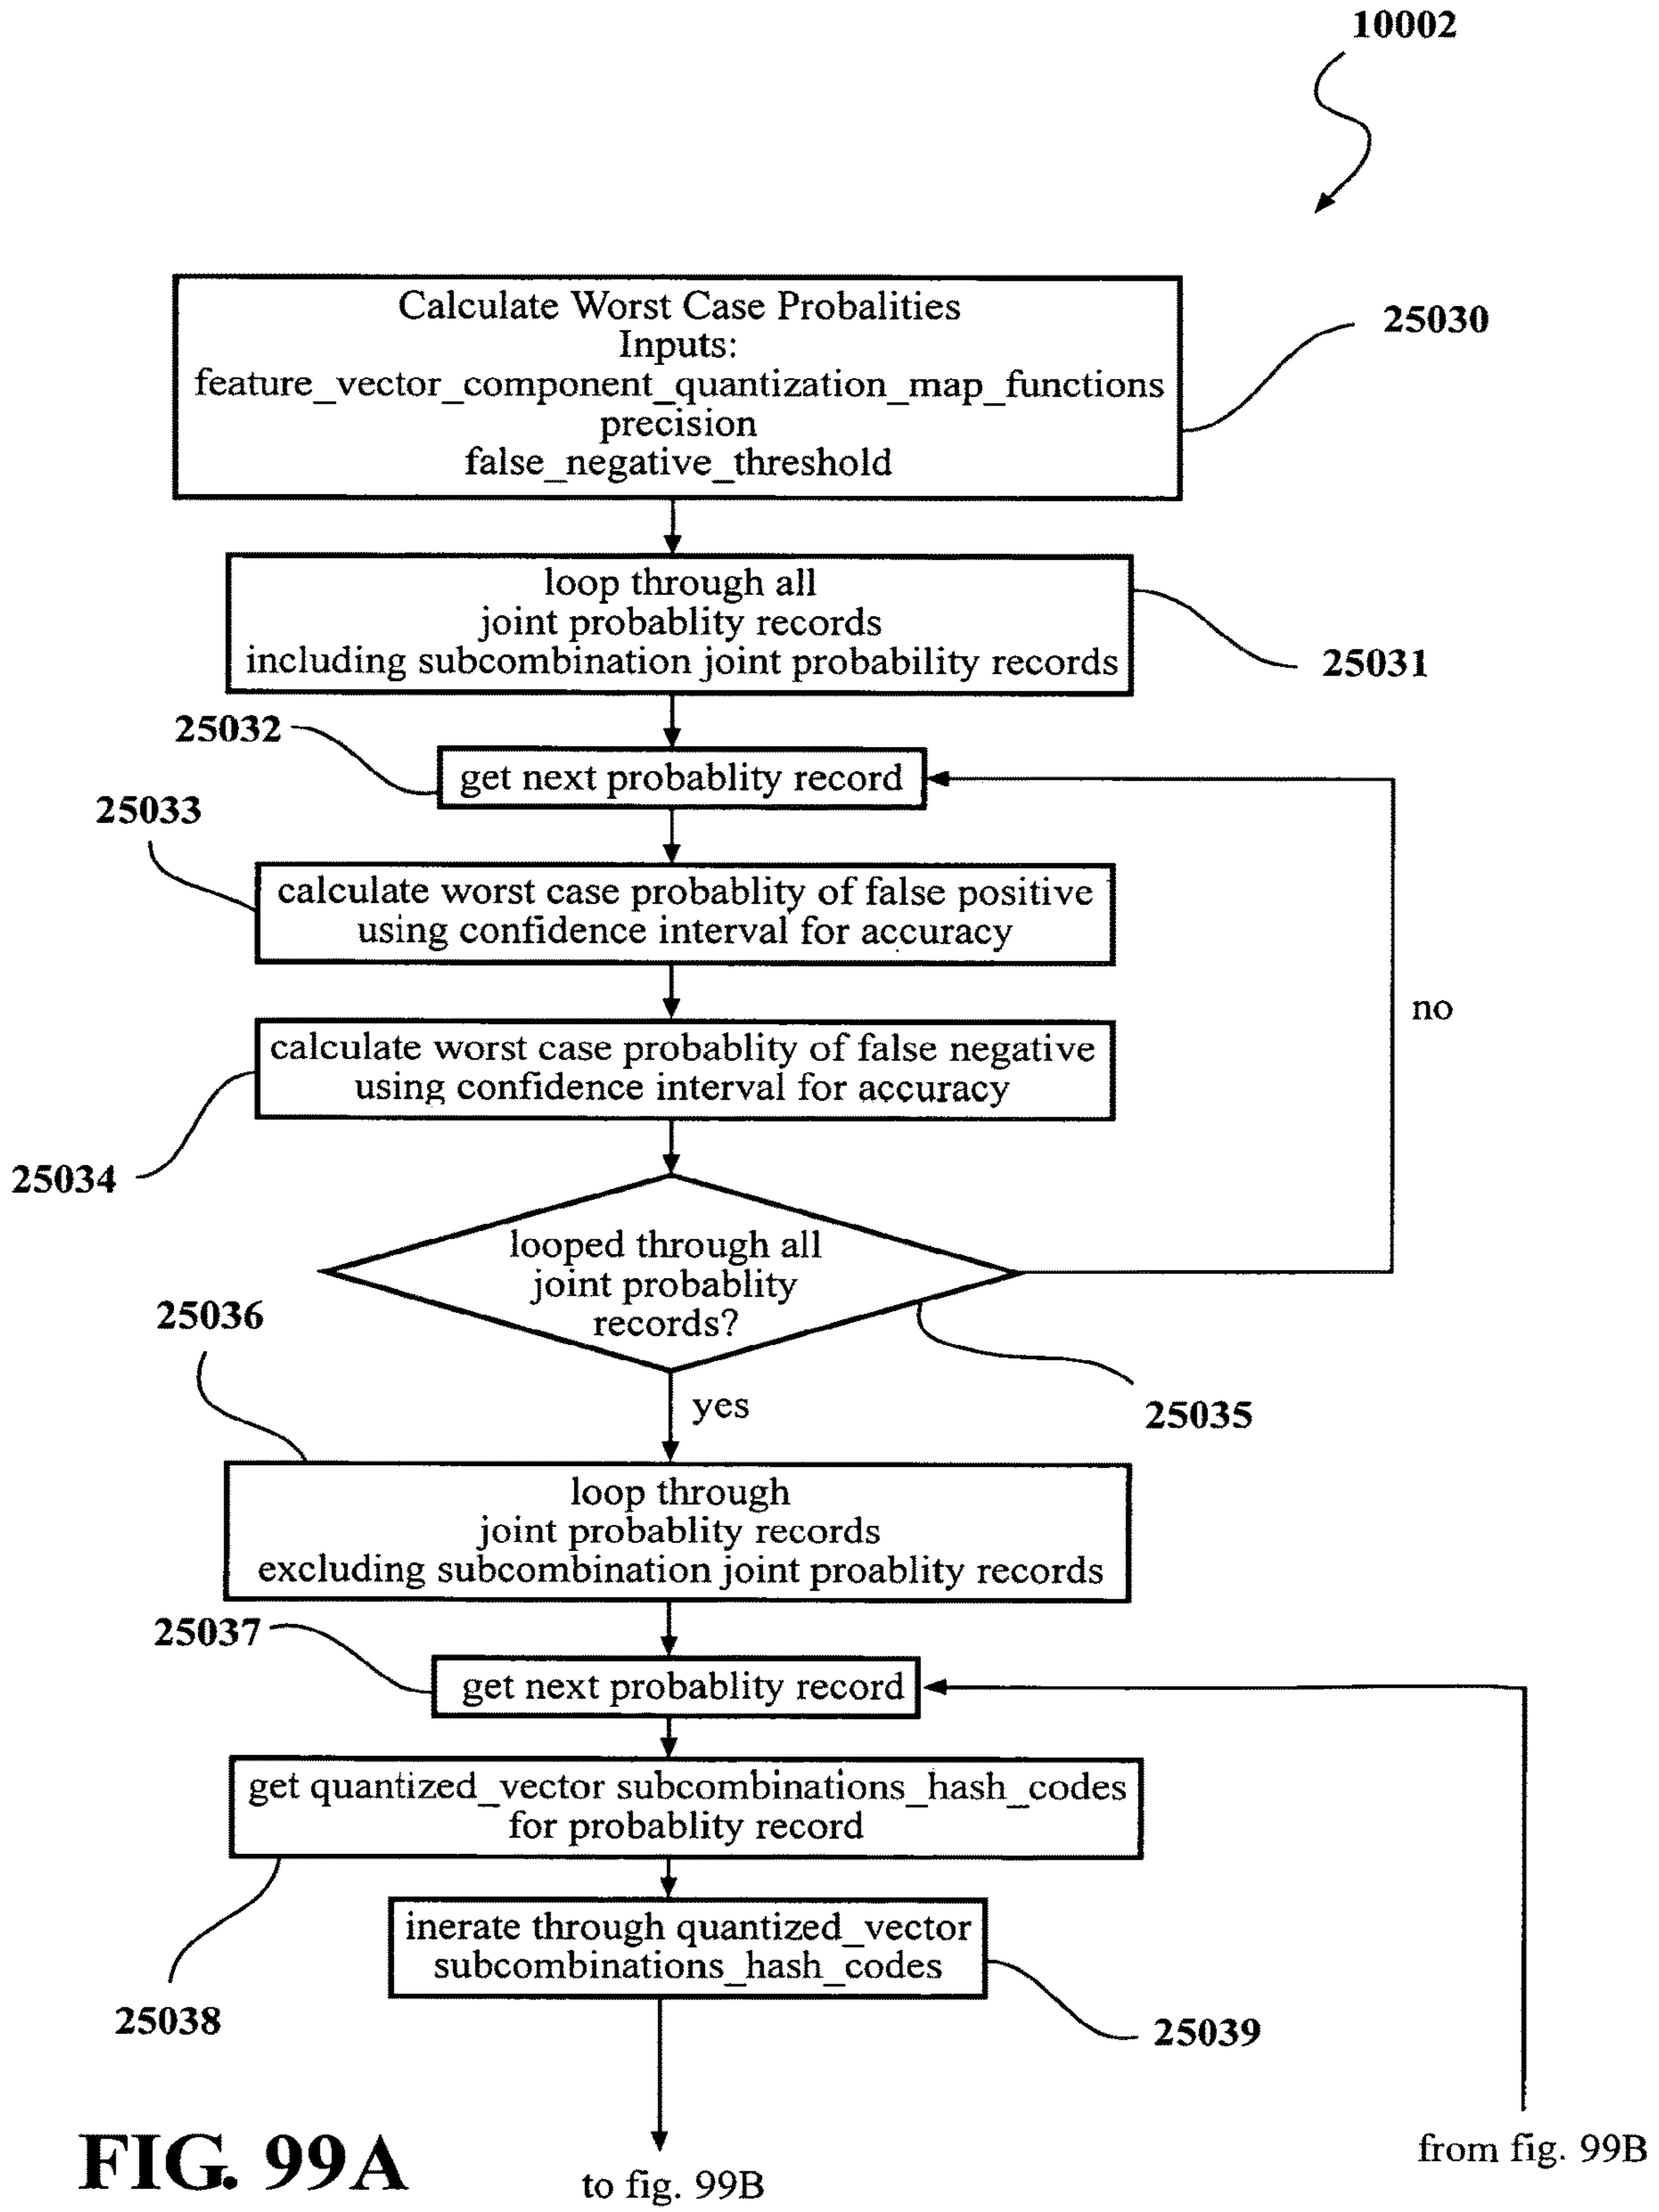 10002
Calculate Worst Case Probalities
Inputs:
feature_vector_component_quantization_map_functions
precision
false_negative_threshold
25030
loop through all
joint probablity records
including subcombination joint probability records
25031
25032
get next probablity record
25033
calculate worst case probablity of false positive
using confidence interval for accuracy
no
calculate worst case probablity of false negative
using confidence interval for accuracy
25034
looped through all
joint probablity
records?
25035
25036
yes
loop through
joint probablity records
excluding subcombination joint proablity records
25037
get next probablity record
get quantized_vector subcombinations_hash_codes
for probablity record
25038
inerate through quantized_vector
subcombinations_hash_codes
25039
FIG. 99A
to fig. 99B
from fig. 99B